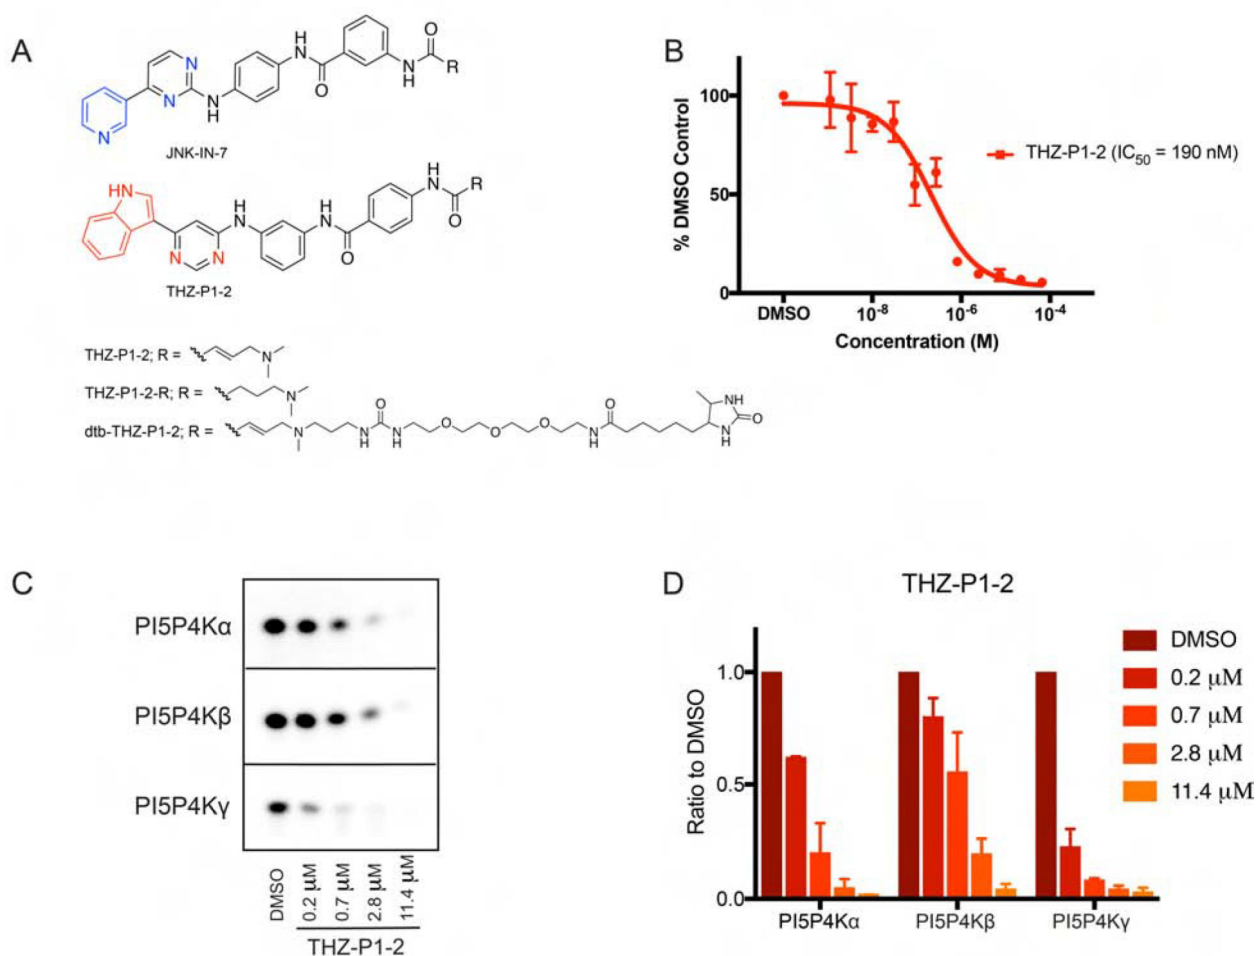 A
N
N
N
N
H
H
N
O
N
H
O
R
JNK-IN-7
HN
N
N
H
N
H
N
O
H
N
R
O
THZ-P1-2
THZ-P1-2; R =
N
THZ-P1-2-R; R =
N
dtb-THZ-P1-2; R =
N
O
N
H
N
H
O
O
O
N
H
O
NH
O
N
H
B
% DMSO Control
100
50
0
DMSO
10⁻⁸
10⁻⁶
10⁻⁴
Concentration (M)
THZ-P1-2 (IC₅₀ = 190 nM)
C
PI5P4Kα
PI5P4Kβ
PI5P4Kγ
DMSO
0.2 µM
0.7 µM
2.8 µM
11.4 µM
THZ-P1-2
D
THZ-P1-2
Ratio to DMSO
1.0
0.5
0.0
PI5P4Kα
PI5P4Kβ
PI5P4Kγ
DMSO
0.2 µM
0.7 µM
2.8 µM
11.4 µM